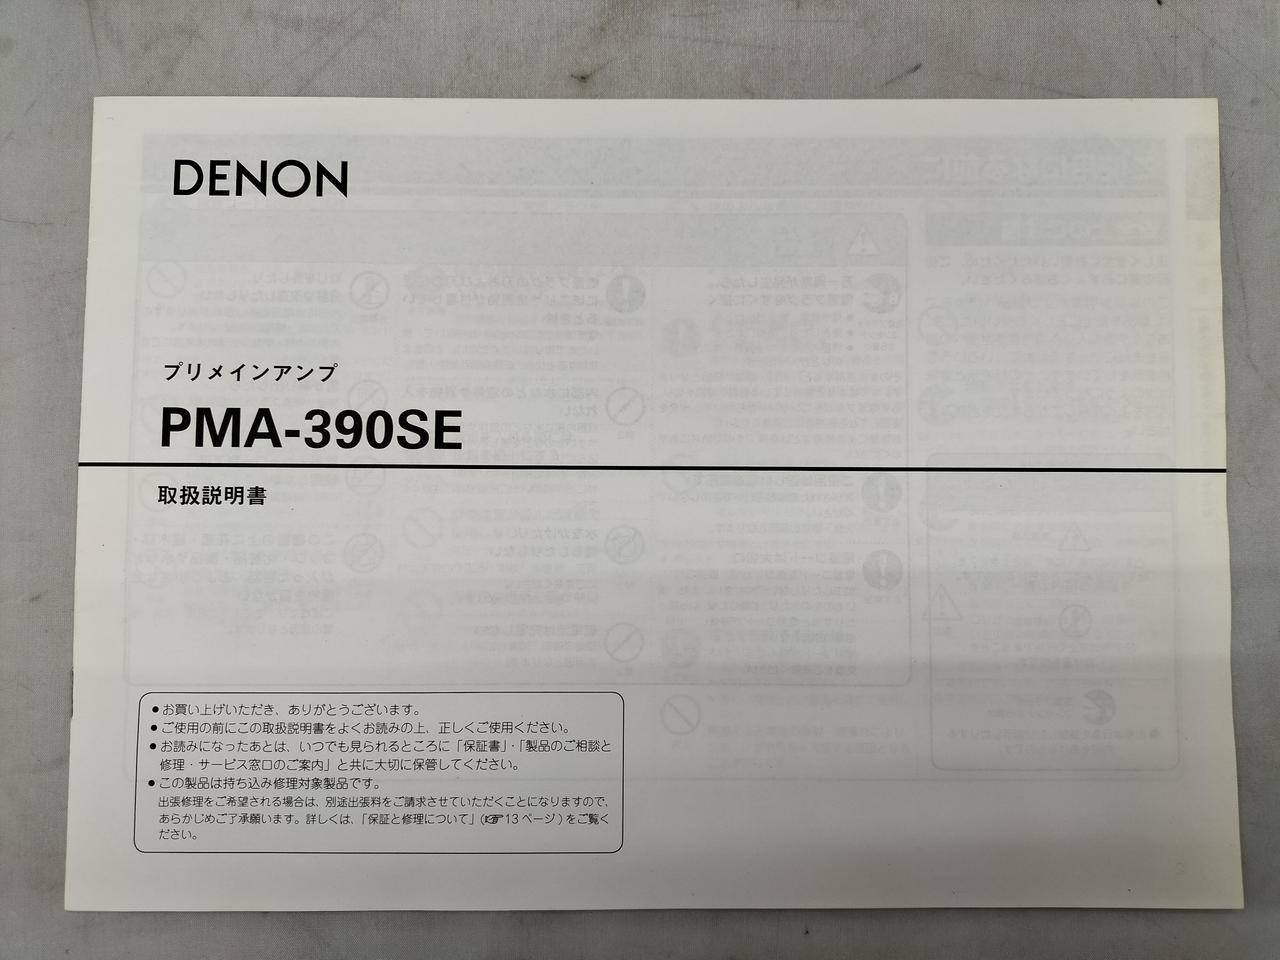 DENON
プリメインアンプ
PMA-390SE
取扱説明書
●お買い上げいただき、ありがとうございます。
●ご使用の前にこの取扱説明書をよくお読みの上、正しくご使用ください。
●お読みになったあとは、いつでも見られるところに「保証書」・「製品のご相談と
修理・サービス窓口のご案内」と共に大切に保管してください。
●この製品は持ち込み修理対象製品です。
出張修理をご希望される場合は、別途出張料をご請求させていただくことになりますので、
あらかじめご了承願います。詳しくは、「保証と修理について」(☞13ページ)をご覧く
ださい。